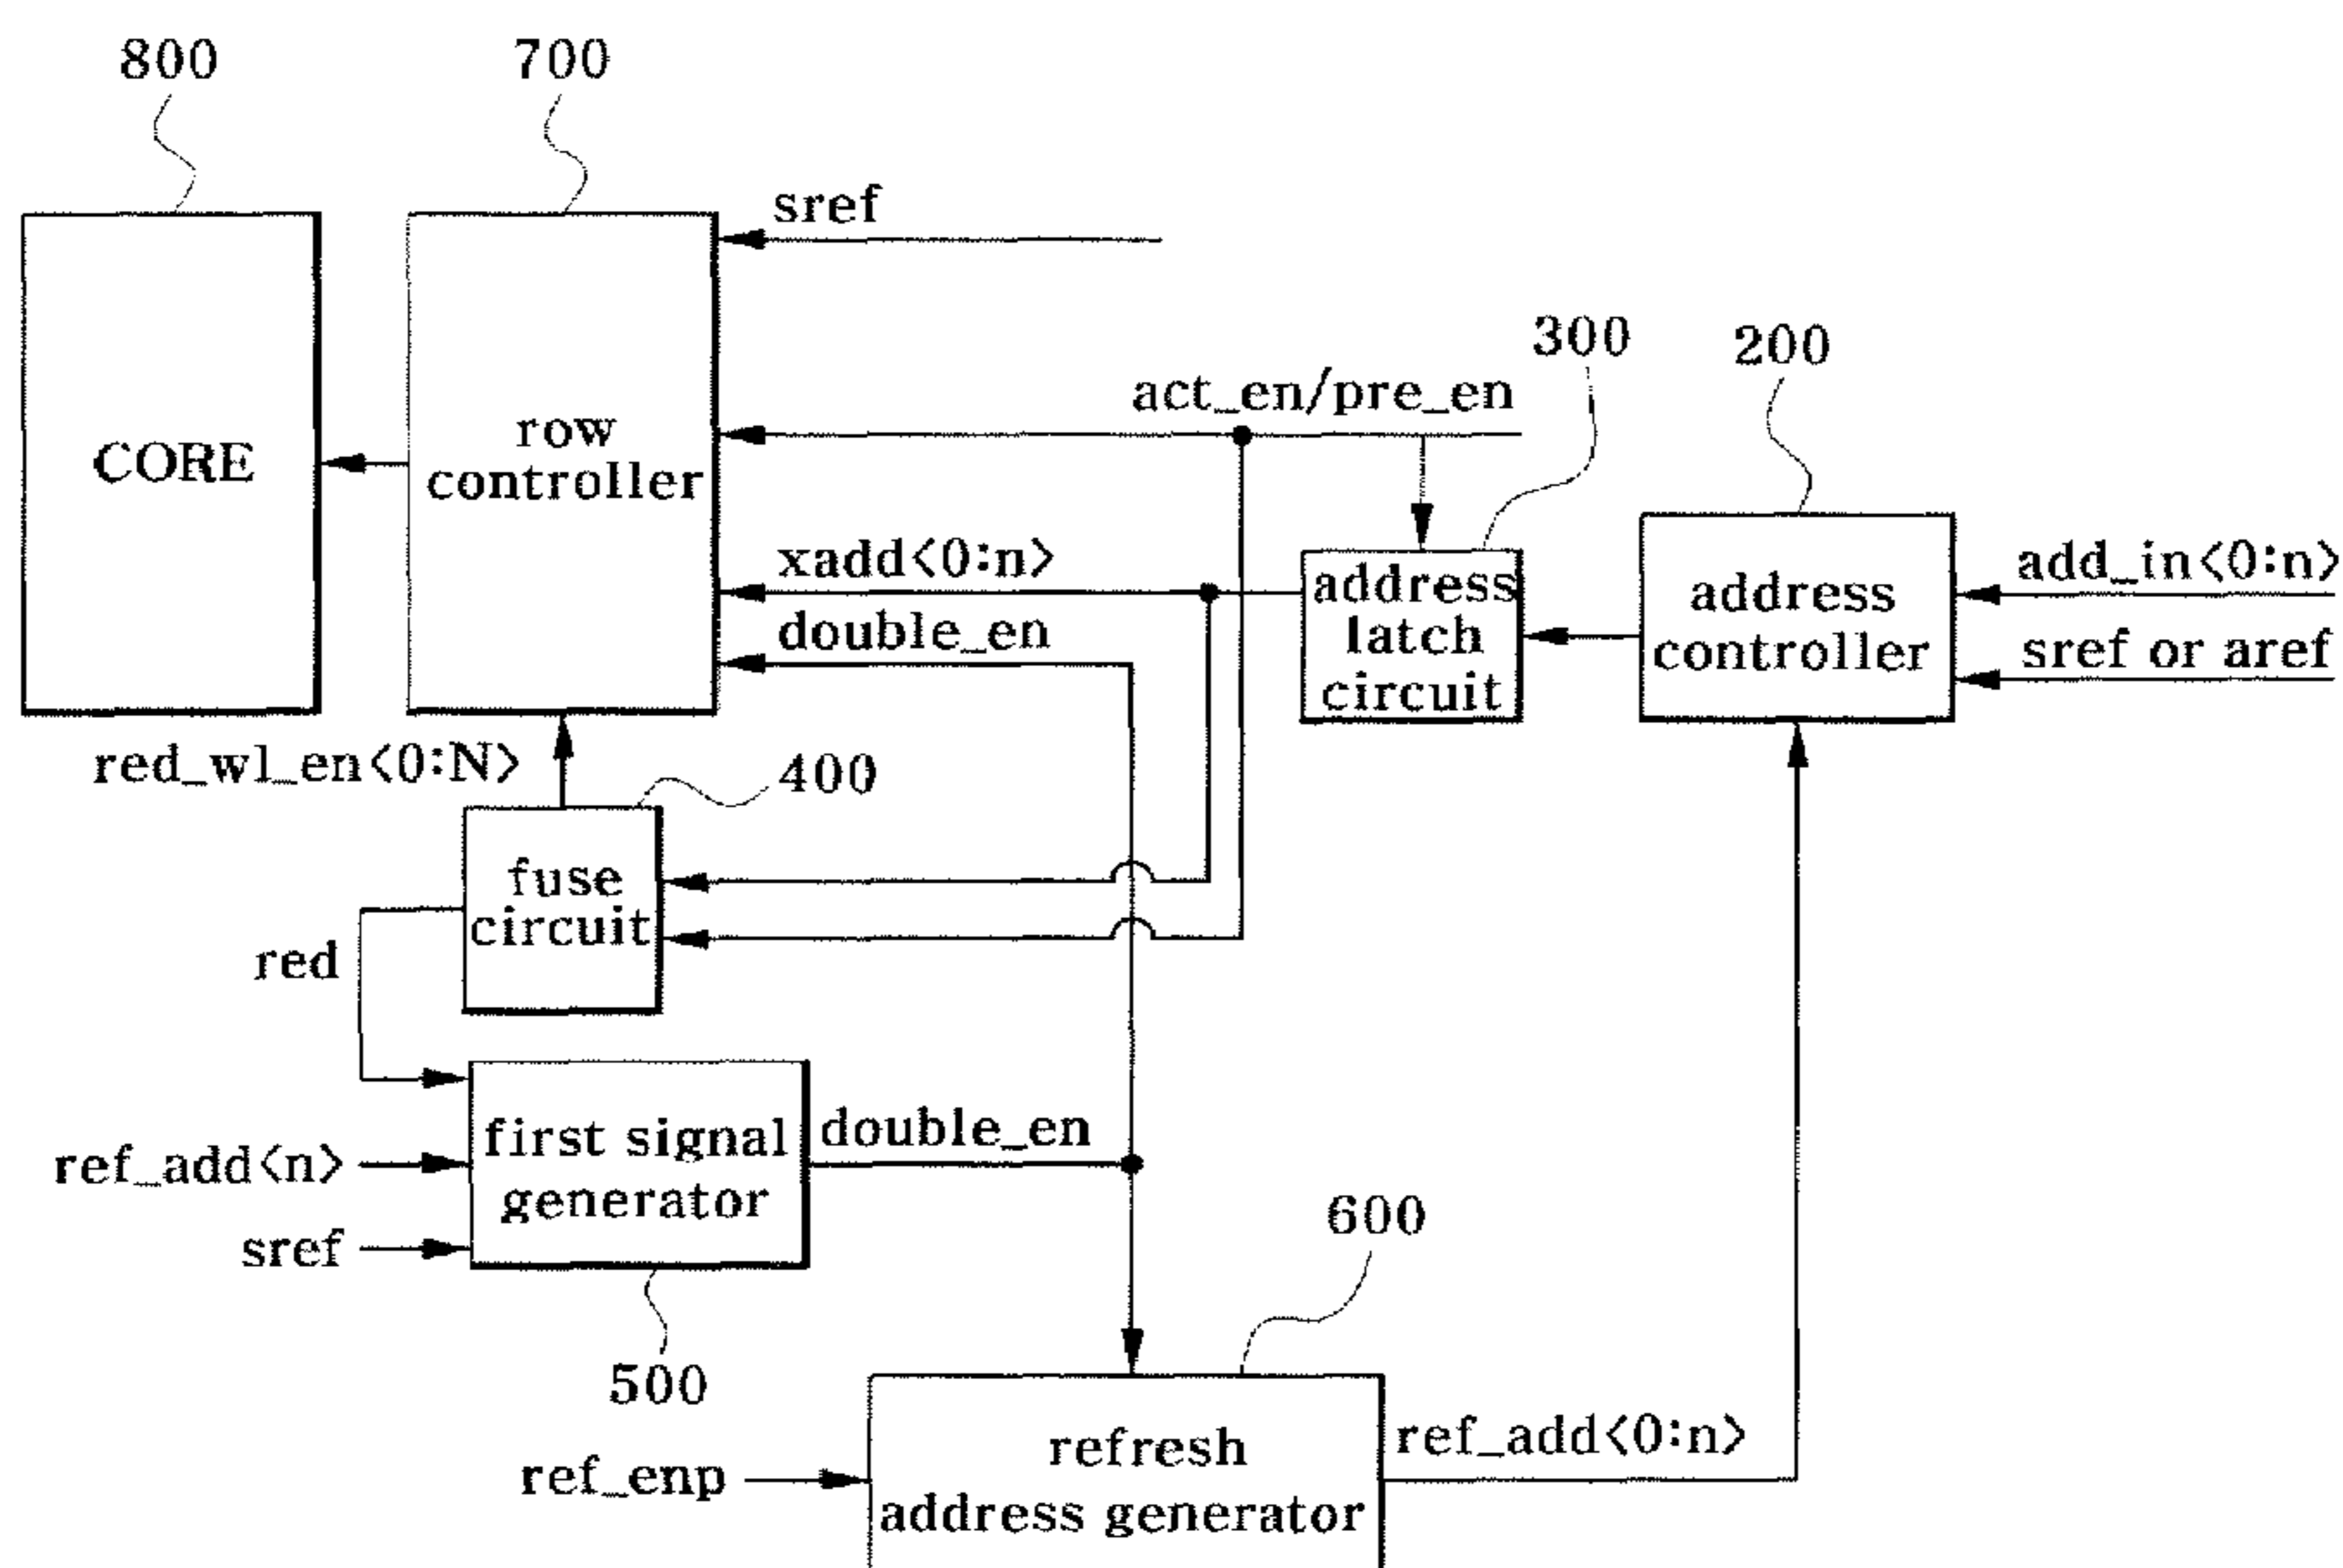 800
700
sref
300
200
act_en/pre_en
CORE
row
controller
xadd<0:n>
double_en
address
latch
circuit
address
controller
add_in<0:n>
sref or aref
red_wl_en<0:N>
400
fuse
circuit
red
first signal
generator
double_en
ref_add<n>
sref
500
600
refresh
address generator
ref_enp
ref_add<0:n>